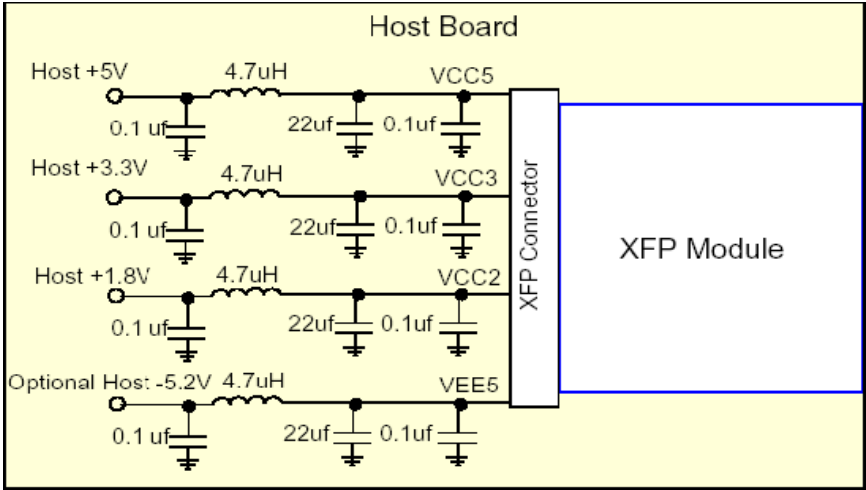 Host Board
Host +5V
4.7uH
VCC5
0.1 uf
22uf
0.1uf
Host +3.3V
4.7uH
VCC3
0.1 uf
22uf
0.1uf
Host +1.8V
4.7uH
VCC2
0.1 uf
22uf
0.1uf
Optional Host -5.2V
4.7uH
VEE5
0.1 uf
22uf
0.1uf
XFP Connector
XFP Module